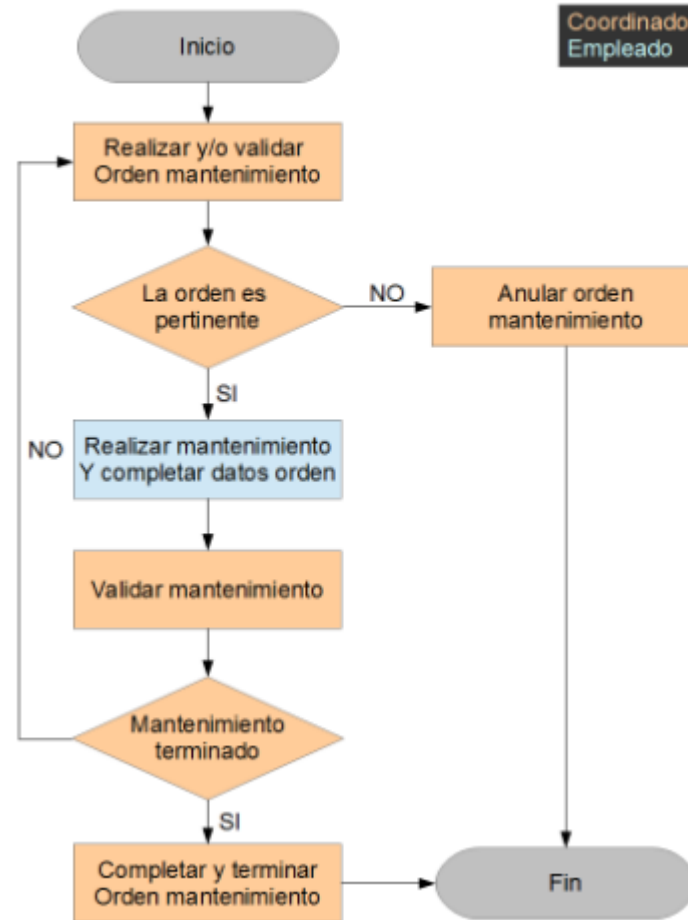 Inicio
Coordinado
Empleado
Realizar y/o validar
Orden mantenimiento
La orden es
pertinente
NO
Anular orden
mantenimiento
SI
NO
Realizar mantenimiento
Y completar datos orden
Validar mantenimiento
Mantenimiento
terminado
SI
Completar y terminar
Orden mantenimiento
Fin